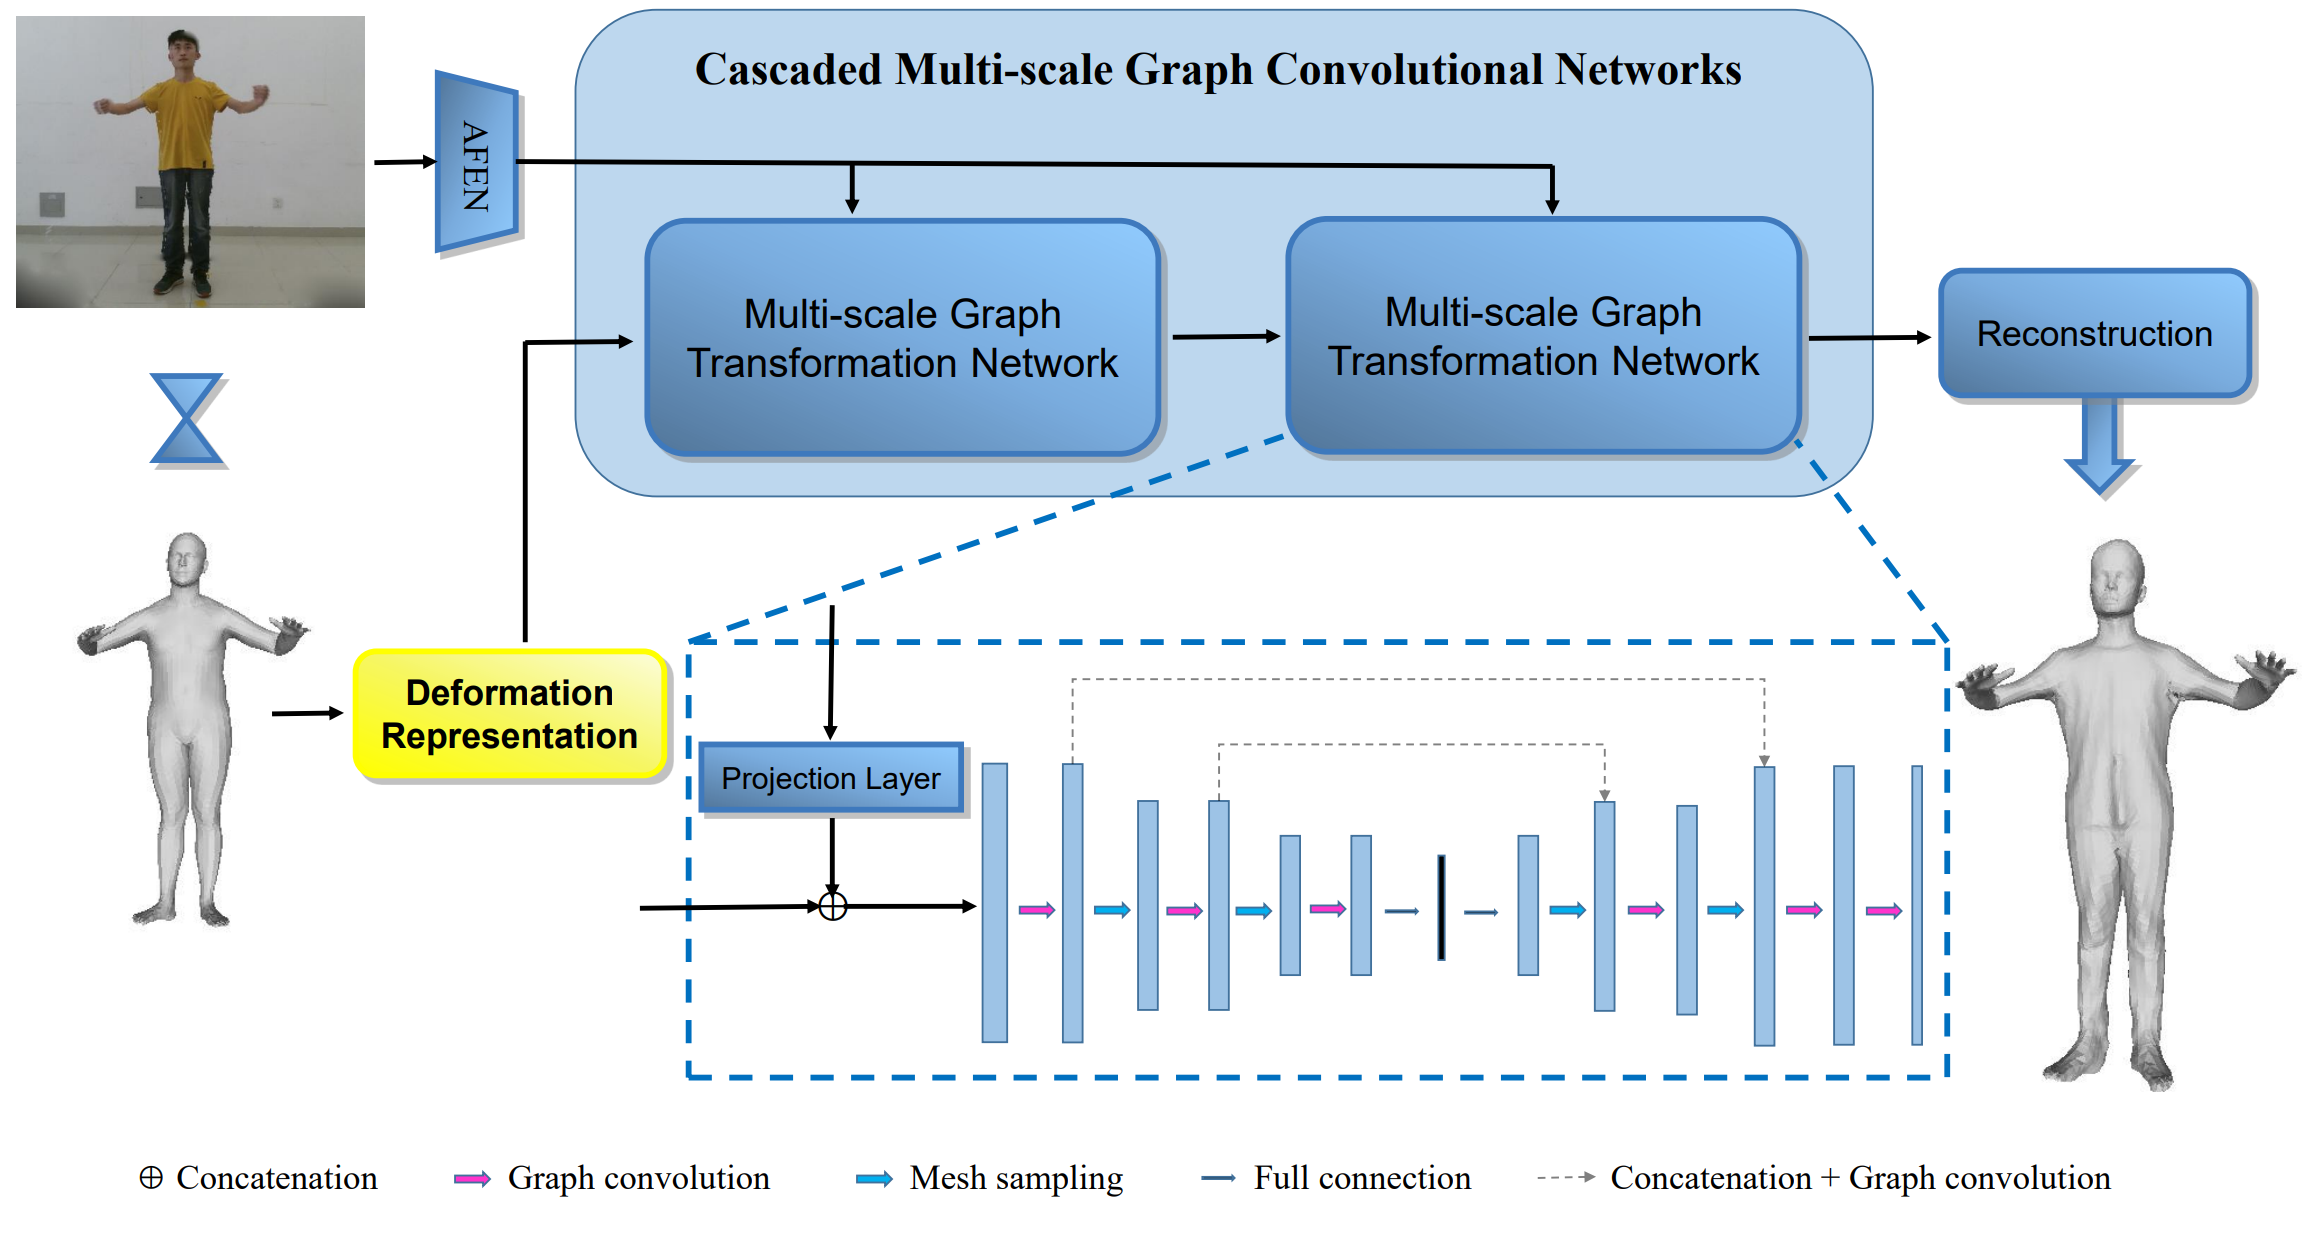 Cascaded Multi-scale Graph Convolutional Networks
AFEN
Multi-scale Graph
Transformation Network
Multi-scale Graph
Transformation Network
Reconstruction
Deformation
Representation
Projection Layer
⊕ Concatenation
Graph convolution
Mesh sampling
Full connection
Concatenation + Graph convolution